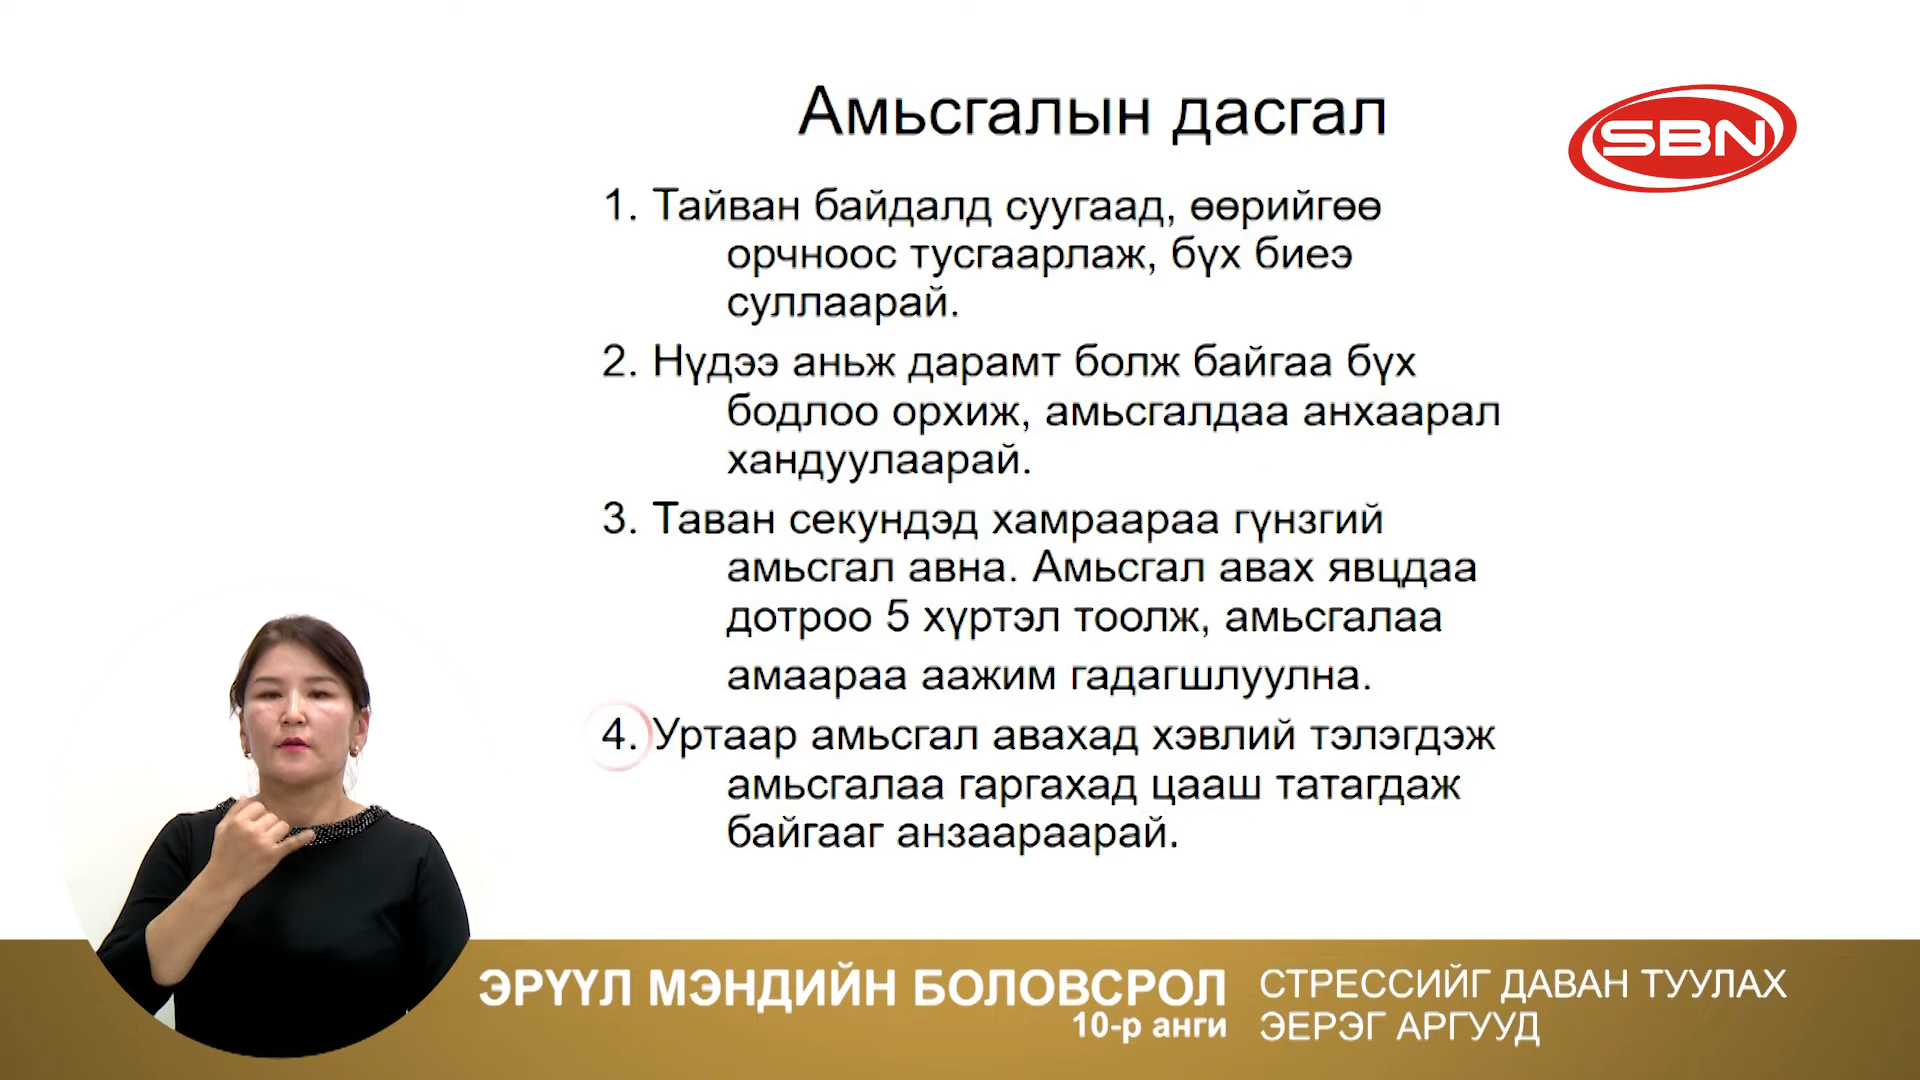 Амьсгалын дасгал
SBN
1. Тайван байдалд суугаад, өөрийгөө
орчноос тусгаарлаж, бүх биеэ
суллаарай.
2. Нүдээ аньж дарамт болж байгаа бүх
бодлоо орхиж, амьсгалдаа анхаарал
хандуулаарай.
3. Таван секундэд хамраараа гүнзгий
амьсгал авна. Амьсгал авах явцдаа
дотроо 5 хүртэл тоолж, амьсгалаа
амаараа аажим гадагшлуулна.
4. Уртаар амьсгал авахад хэвлий тэлэгдэж
амьсгалаа гаргахад цааш татагдаж
байгааг анзаараарай.
ЭРҮҮЛ МЭНДИЙН БОЛОВСРОЛ
10-р анги
СТРЕССИЙГ ДАВАН ТУУЛАХ
ЭЕРЭГ АРГУУД